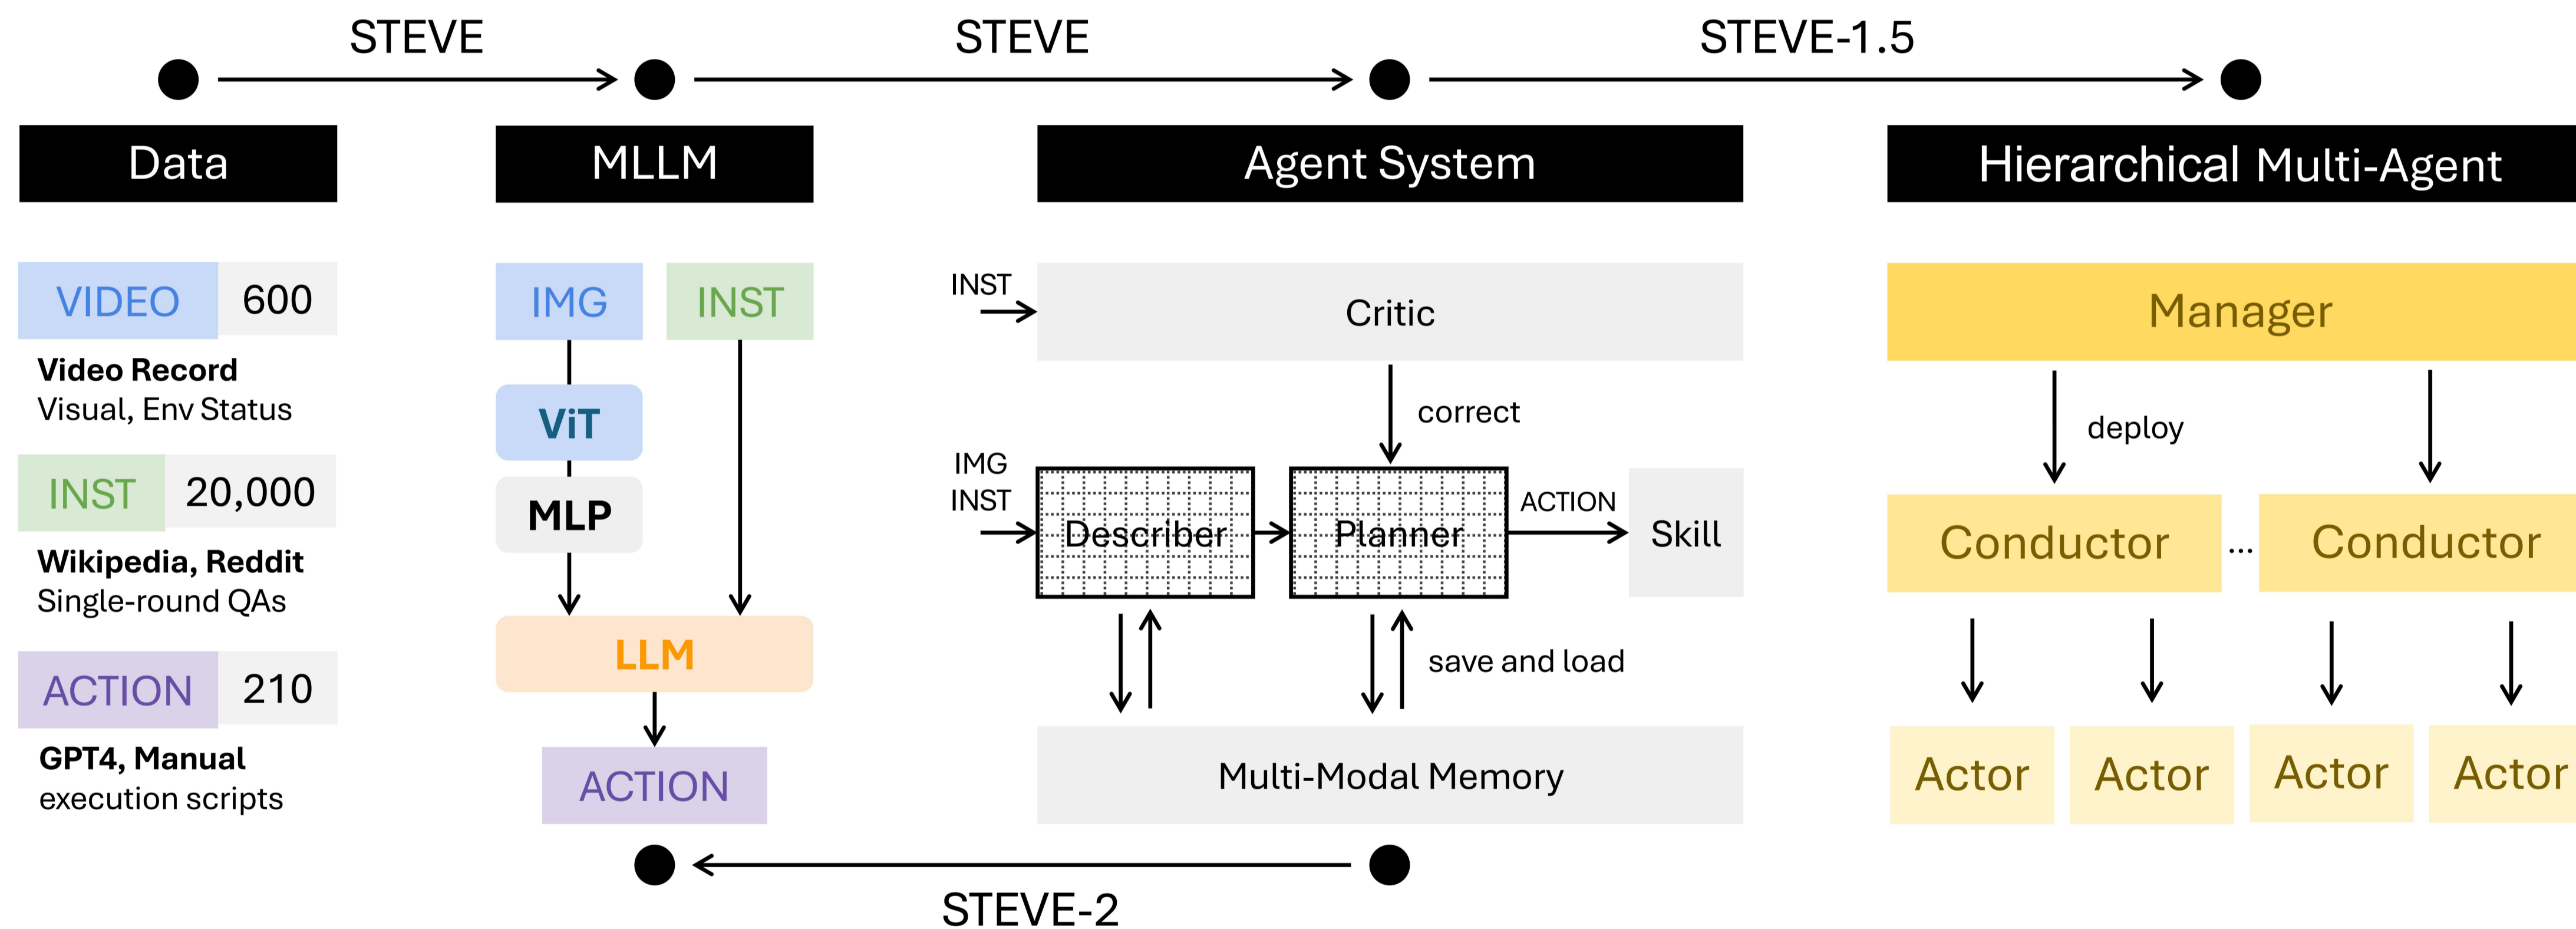 STEVE
STEVE
STEVE-1.5
Data
MLLM
Agent System
Hierarchical Multi-Agent
VIDEO 600
Video Record
Visual, Env Status
INST 20,000
Wikipedia, Reddit
Single-round QAs
ACTION 210
GPT4, Manual
execution scripts
IMG
INST
ViT
MLP
LLM
ACTION
INST
Critic
correct
IMG
INST
Describer
Planner
ACTION
Skill
save and load
Multi-Modal Memory
Manager
deploy
Conductor ... Conductor
Actor Actor Actor Actor
STEVE-2